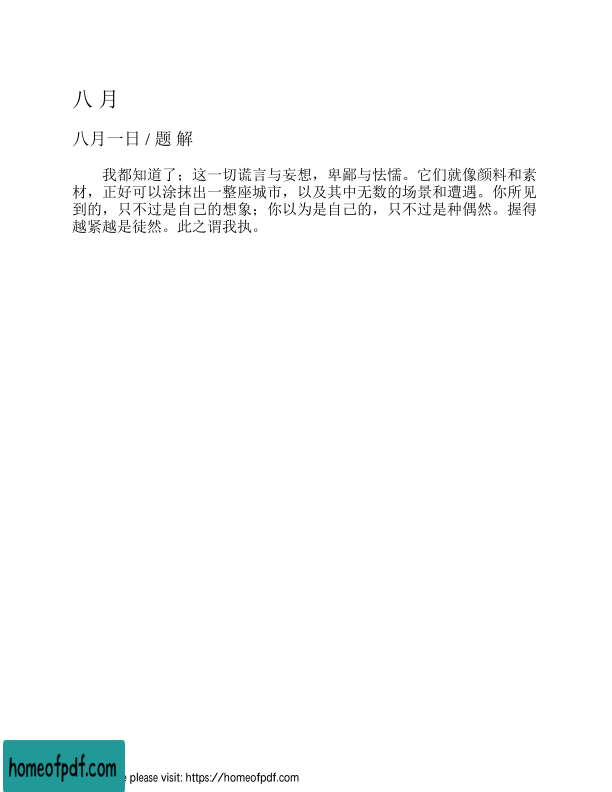 八 月
八月一日 / 题 解
我都知道了；这一切谎言与妄想，卑鄙与怯懦。它们就像颜料和素
材，正好可以涂抹出一整座城市，以及其中无数的场景和遭遇。你所见
到的，只不过是自己的想象；你以为是自己的，只不过是种偶然。握得
越紧越是徒然。此之谓我执。
homeofpdf.com
please visit: https://homeofpdf.com